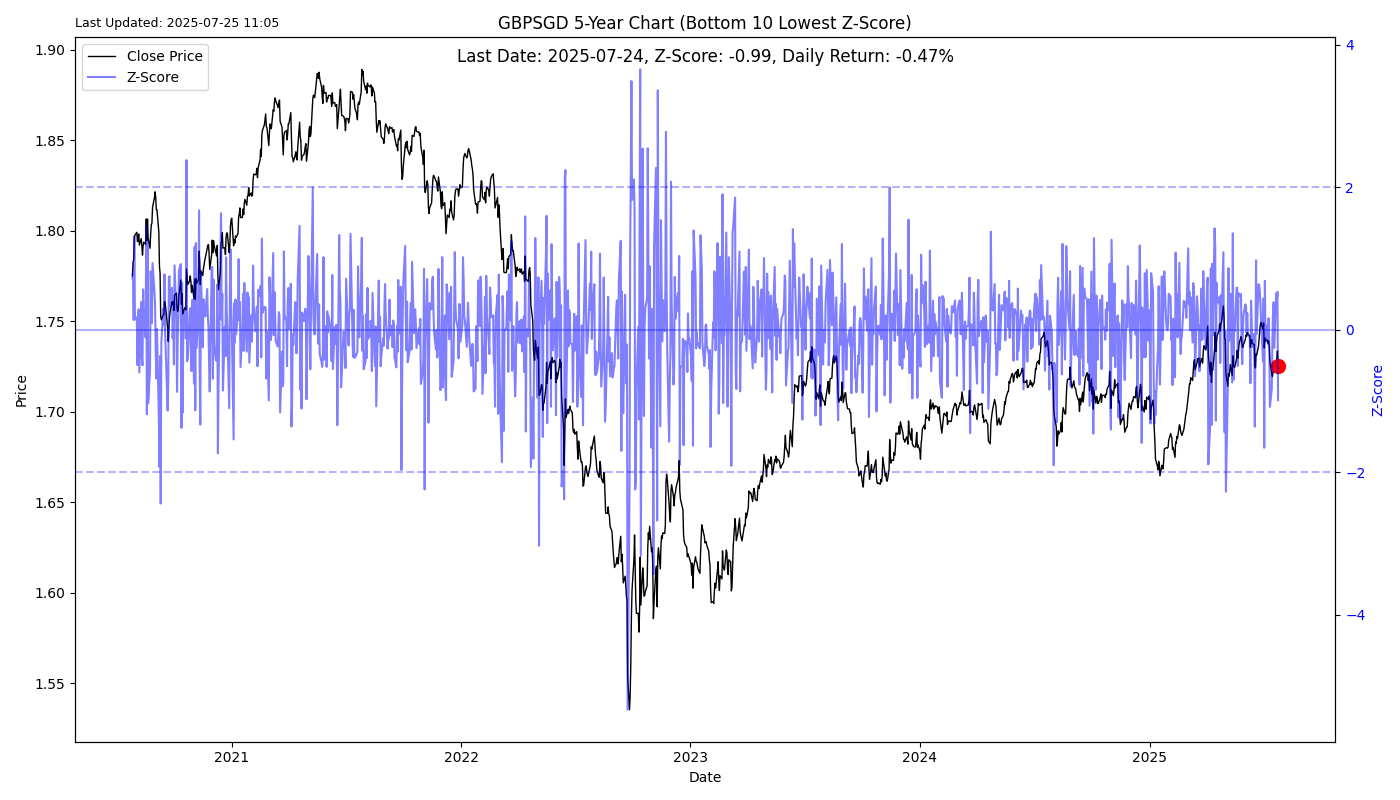 Last Updated: 2025-07-25 11:05
GBPSGD 5-Year Chart (Bottom 10 Lowest Z-Score)
Last Date: 2025-07-24, Z-Score: -0.99, Daily Return: -0.47%
Close Price
Z-Score
1.90
1.85
1.80
1.75
1.70
1.65
1.60
1.55
Price
4
2
0
−2
−4
Z-Score
2021
2022
2023
2024
2025
Date